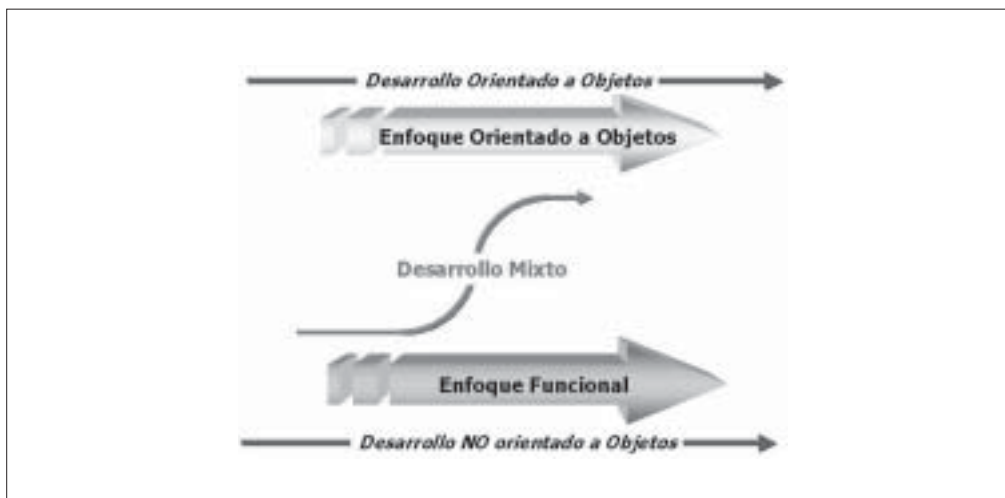 Desarrollo Orientado a Objetos
Enfoque Orientado a Objetos
Desarrollo Mixto
Enfoque Funcional
Desarrollo NO orientado a Objetos